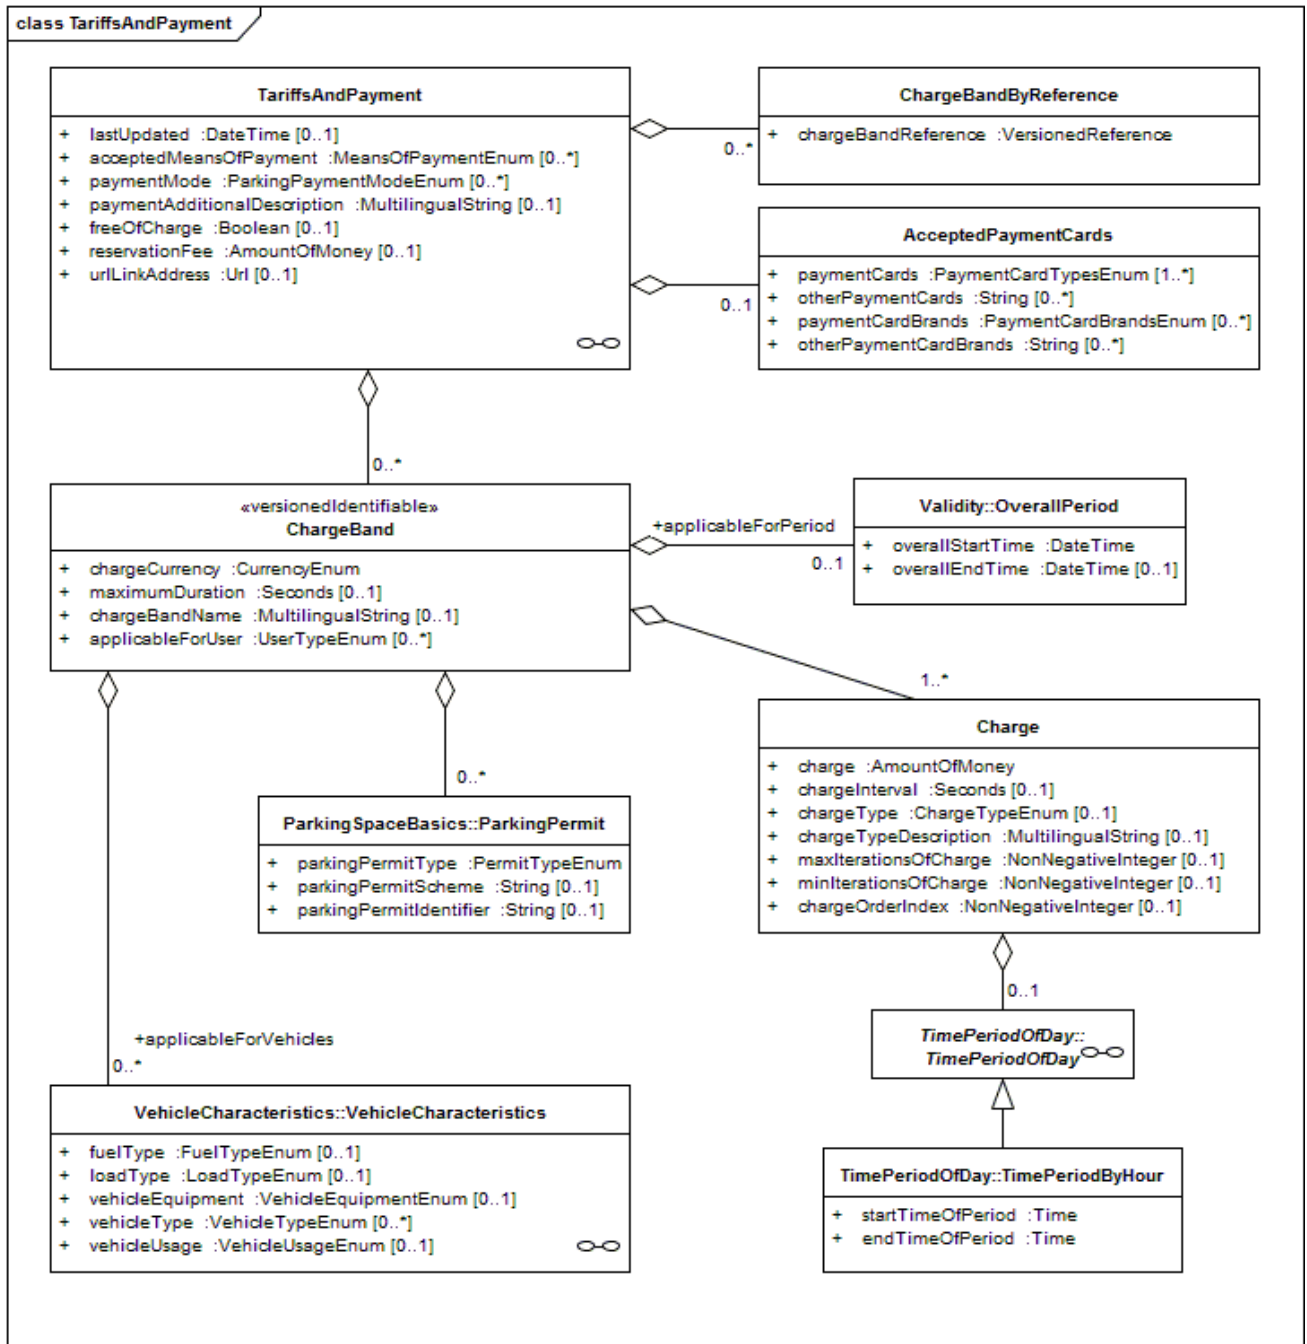 class TariffsAndPayment
TariffsAndPayment
+ lastUpdated :DateTime [0..1]
+ acceptedMeansOfPayment :MeansOfPaymentEnum [0..*]
+ paymentMode :ParkingPaymentModeEnum [0..*]
+ paymentAdditionalDescription :MultilingualString [0..1]
+ freeOfCharge :Boolean [0..1]
+ reservationFee :AmountOfMoney [0..1]
+ urlLinkAddress :Url [0..1]
ChargeBandByReference
+ chargeBandReference :VersionedReference
0..*
AcceptedPaymentCards
+ paymentCards :PaymentCardTypesEnum [1..*]
+ otherPaymentCards :String [0..*]
+ paymentCardBrands :PaymentCardBrandsEnum [0..*]
+ otherPaymentCardBrands :String [0..*]
0..1
0..*
«versionedIdentifiable»
ChargeBand
+ chargeCurrency :CurrencyEnum
+ maximumDuration :Seconds [0..1]
+ chargeBandName :MultilingualString [0..1]
+ applicableForUser :UserTypeEnum [0..*]
+applicableForPeriod
0..1
Validity::OverallPeriod
+ overallStartTime :DateTime
+ overallEndTime :DateTime [0..1]
1..*
Charge
+ charge :AmountOfMoney
+ chargeInterval :Seconds [0..1]
+ chargeType :ChargeTypeEnum [0..1]
+ chargeTypeDescription :MultilingualString [0..1]
+ maxIterationsOfCharge :NonNegativeInteger [0..1]
+ minIterationsOfCharge :NonNegativeInteger [0..1]
+ chargeOrderIndex :NonNegativeInteger [0..1]
0..*
ParkingSpaceBasics::ParkingPermit
+ parkingPermitType :PermitTypeEnum
+ parkingPermitScheme :String [0..1]
+ parkingPermitIdentifier :String [0..1]
0..1
TimePeriodOfDay::
TimePeriodOfDay
+applicableForVehicles
0..*
VehicleCharacteristics::VehicleCharacteristics
+ fuelType :FuelTypeEnum [0..1]
+ loadType :LoadTypeEnum [0..1]
+ vehicleEquipment :VehicleEquipmentEnum [0..1]
+ vehicleType :VehicleTypeEnum [0..*]
+ vehicleUsage :VehicleUsageEnum [0..1]
TimePeriodOfDay::TimePeriodByHour
+ startTimeOfPeriod :Time
+ endTimeOfPeriod :Time